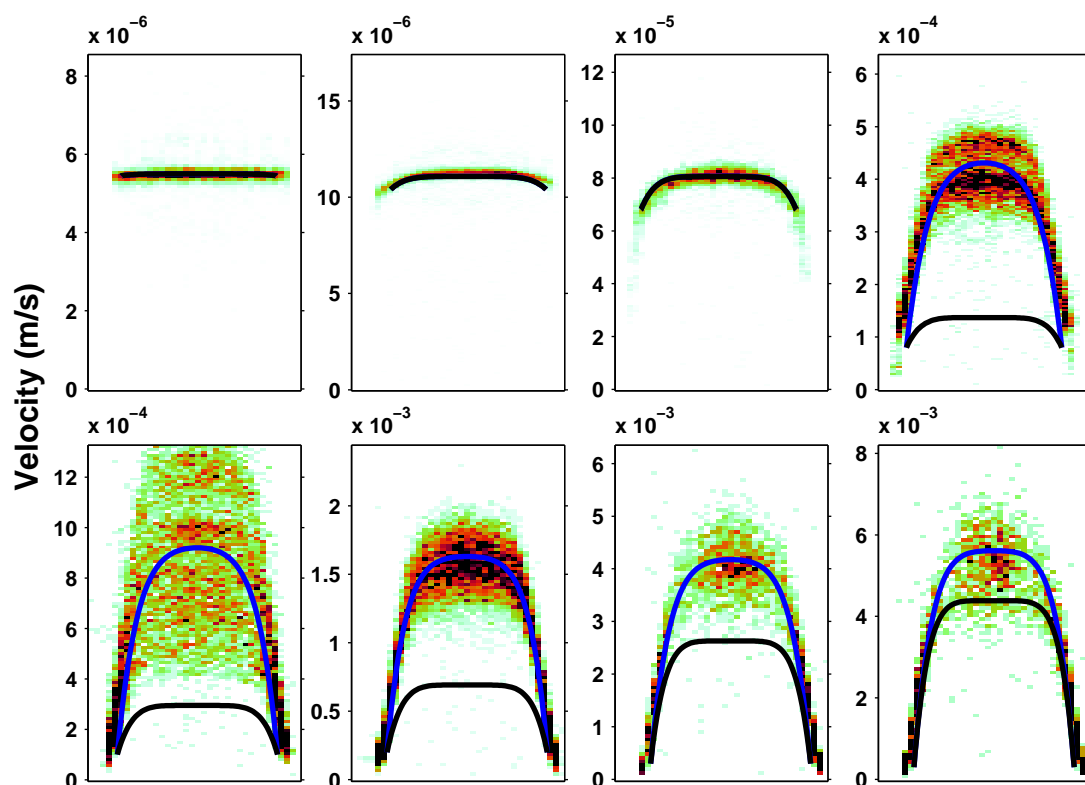 x 10⁻⁶ x 10⁻⁶ x 10⁻⁵ x 10⁻⁴
8 15 12 6
6 10 10 5
4 5 8 4
2 0 6 3
0 4 2
2 1
0 0
Velocity (m/s)
x 10⁻⁴ x 10⁻³ x 10⁻³ x 10⁻³
12 2 6 8
10 1.5 5 6
8 1 4 4
6 0.5 3 2
4 0 2 0
2 1
0 0